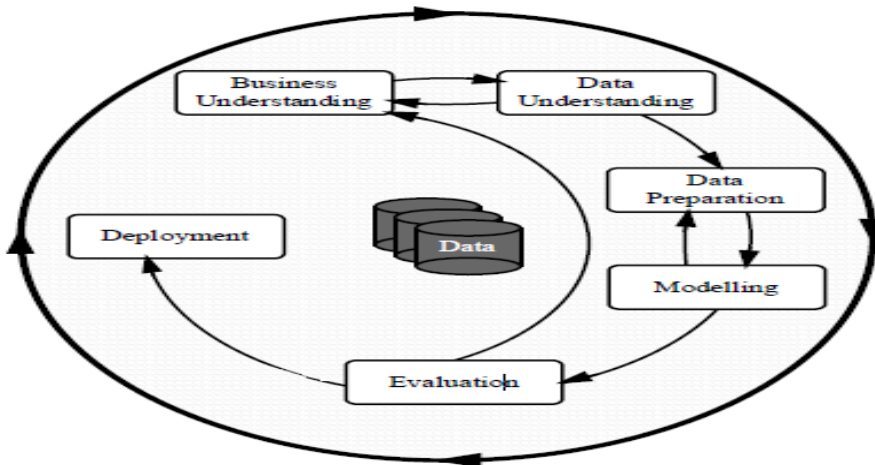 Business
Understanding
Data
Understanding
Data
Preparation
Deployment
Data
Modelling
Evaluation